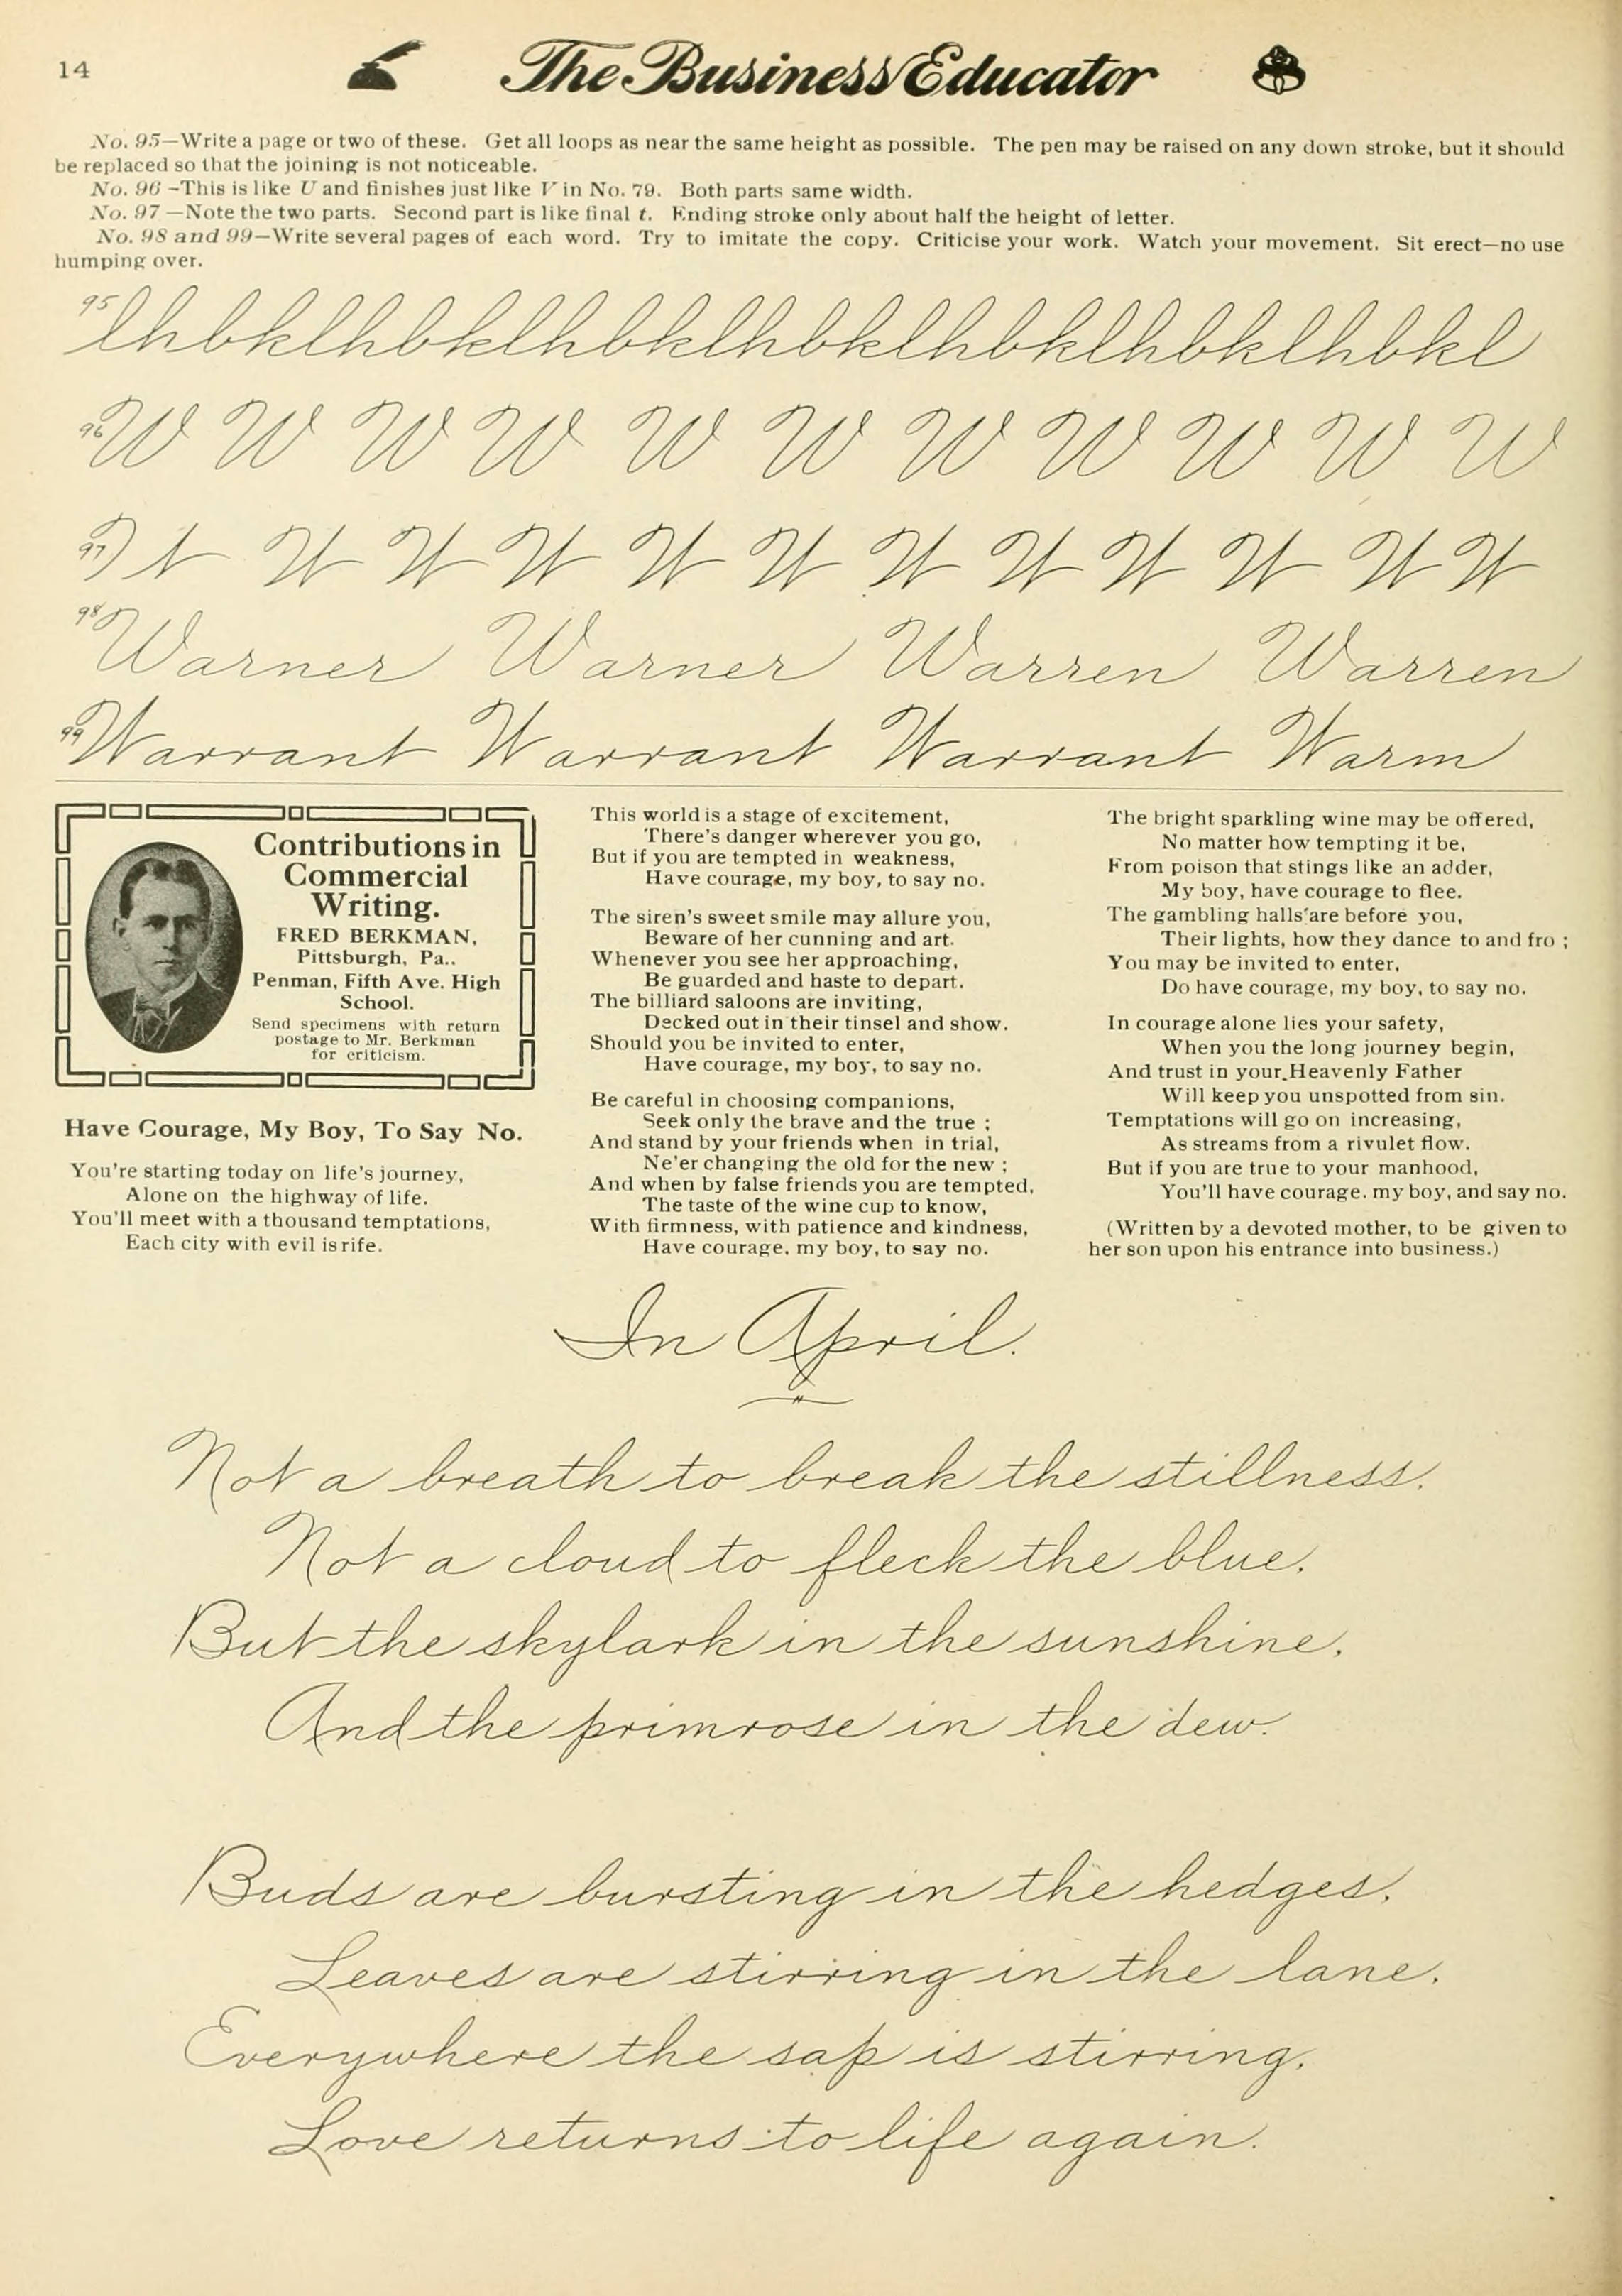 14
The Business Educator
No. 95—Write a page or two of these. Get all loops as near the same height as possible. The pen may be raised on any down stroke, but it should
be replaced so that the joining is not noticeable.
No. 96 -This is like U and finishes just like V in No. 79. Both parts same width.
No. 97 —Note the two parts. Second part is like final t. Ending stroke only about half the height of letter.
No. 98 and 99—Write several pages of each word. Try to imitate the copy. Criticise your work. Watch your movement. Sit erect—no use
humping over.
95 lhbklhbklhbklhbklhbklhbklhbkl
96 W W W W W W W W W W W
97 ) t W W W W W W W W W W W
98 Warner Warner Warren Warren
99 Warrant Warrant Warrant Warm
Contributions in
Commercial
Writing.
FRED BERKMAN,
Pittsburgh, Pa..
Penman, Fifth Ave. High
School.
Send specimens with return
postage to Mr. Berkman
for criticism.
Have Courage, My Boy, To Say No.
You're starting today on life's journey,
Alone on the highway of life.
You'll meet with a thousand temptations,
Each city with evil is rife.
This world is a stage of excitement,
There's danger wherever you go,
But if you are tempted in weakness,
Have courage, my boy, to say no.
The siren's sweet smile may allure you,
Beware of her cunning and art.
Whenever you see her approaching,
Be guarded and haste to depart.
The billiard saloons are inviting,
Decked out in their tinsel and show.
Should you be invited to enter,
Have courage, my boy, to say no.
Be careful in choosing companions,
Seek only the brave and the true ;
And stand by your friends when in trial,
Ne'er changing the old for the new ;
And when by false friends you are tempted,
The taste of the wine cup to know,
With firmness, with patience and kindness,
Have courage. my boy, to say no.
The bright sparkling wine may be offered,
No matter how tempting it be,
From poison that stings like an adder,
My boy, have courage to flee.
The gambling halls are before you,
Their lights, how they dance to and fro ;
You may be invited to enter,
Do have courage, my boy, to say no.
In courage alone lies your safety,
When you the long journey begin,
And trust in your Heavenly Father
Will keep you unspotted from sin.
Temptations will go on increasing,
As streams from a rivulet flow.
But if you are true to your manhood,
You'll have courage. my boy, and say no.
(Written by a devoted mother, to be given to
her son upon his entrance into business.)
In April.
Not a breath to break the stillness,
Not a cloud to fleck the blue,
But the skylark in the sunshine,
And the primrose in the dew.
Buds are bursting in the hedges,
Leaves are stirring in the lane,
Everywhere the sap is stirring,
Love returns to life again.